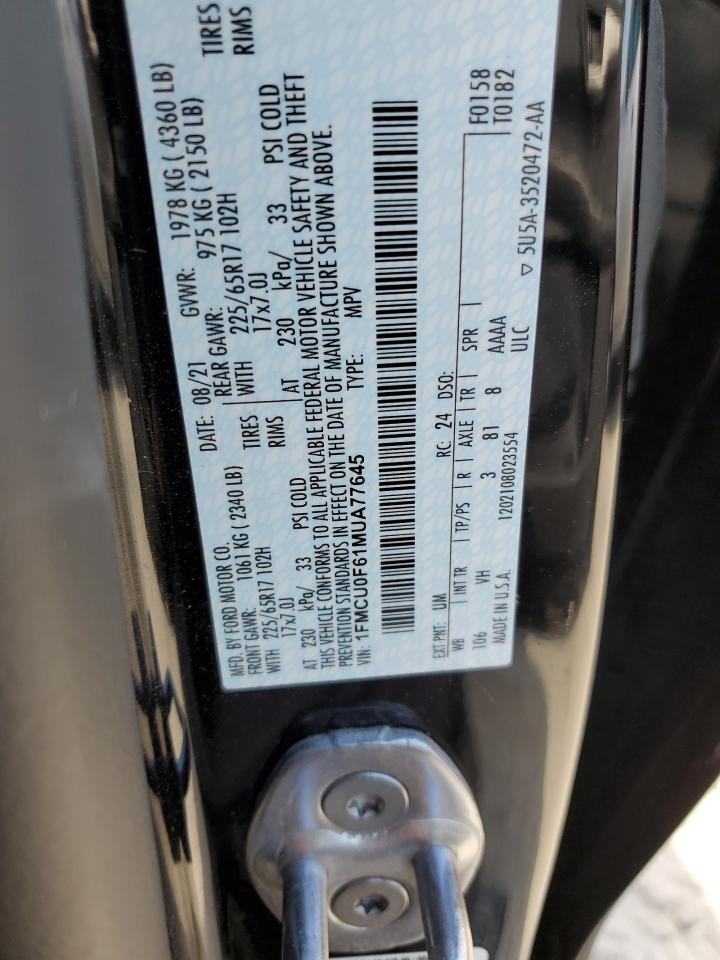 MFD. BY FORD MOTOR CO. DATE: 08/21 GVWR: 1978 KG ( 4360 LB)
FRONT GAWR: 1061 KG ( 2340 LB) REAR GAWR: 975 KG ( 2150 LB)
WITH 225/65R17 102H TIRES WITH 225/65R17 102H TIRES
17x7.0J RIMS 17x7.0J RIMS
AT 230 kPa/ 33 PSI COLD AT 230 kPa/ 33 PSI COLD
THIS VEHICLE CONFORMS TO ALL APPLICABLE FEDERAL MOTOR VEHICLE SAFETY AND THEFT
PREVENTION STANDARDS IN EFFECT ON THE DATE OF MANUFACTURE SHOWN ABOVE.
VIN: 1FMCU0F61MUA77645 TYPE: MPV
EXT PNT: UM RC: 24 DSO: F0158
WB INT TR TP/PS R AXLE TR SPR T0182
106 VH 3 81 8 AAAA
ULC
MADE IN U.S.A. 1202108023554 ▽ 5U5A-3520472-AA